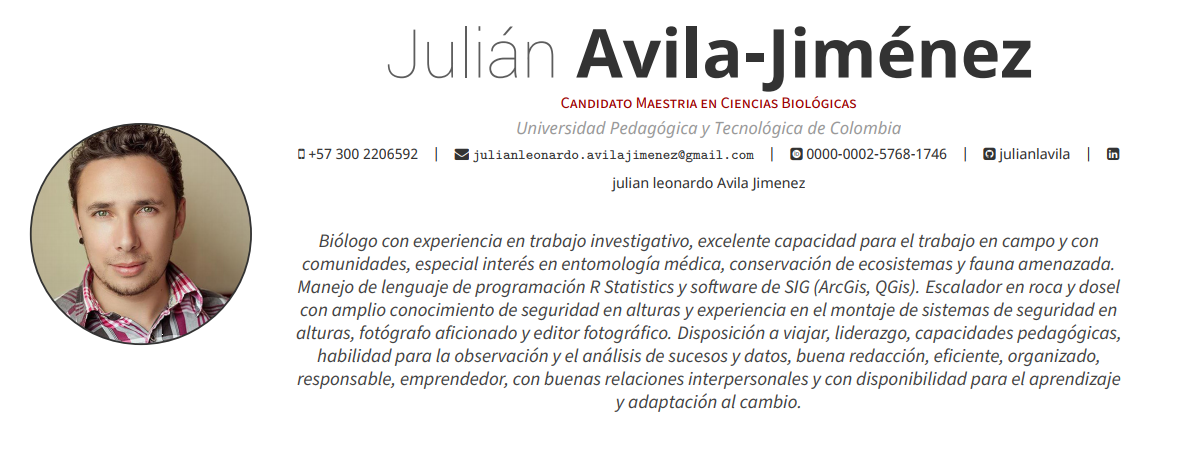 Julián Avila-Jiménez
Candidato Maestria en Ciencias Biológicas
Universidad Pedagógica y Tecnológica de Colombia
+57 300 2206592 | julianleonardo.avilajimenez@gmail.com | 0000-0002-5768-1746 | julianlavila |
julian leonardo Avila Jimenez
Biólogo con experiencia en trabajo investigativo, excelente capacidad para el trabajo en campo y con
comunidades, especial interés en entomología médica, conservación de ecosistemas y fauna amenazada.
Manejo de lenguaje de programación R Statistics y software de SIG (ArcGis, QGis). Escalador en roca y dosel
con amplio conocimiento de seguridad en alturas y experiencia en el montaje de sistemas de seguridad en
alturas, fotógrafo aficionado y editor fotográfico. Disposición a viajar, liderazgo, capacidades pedagógicas,
habilidad para la observación y el análisis de sucesos y datos, buena redacción, eficiente, organizado,
responsable, emprendedor, con buenas relaciones interpersonales y con disponibilidad para el aprendizaje
y adaptación al cambio.